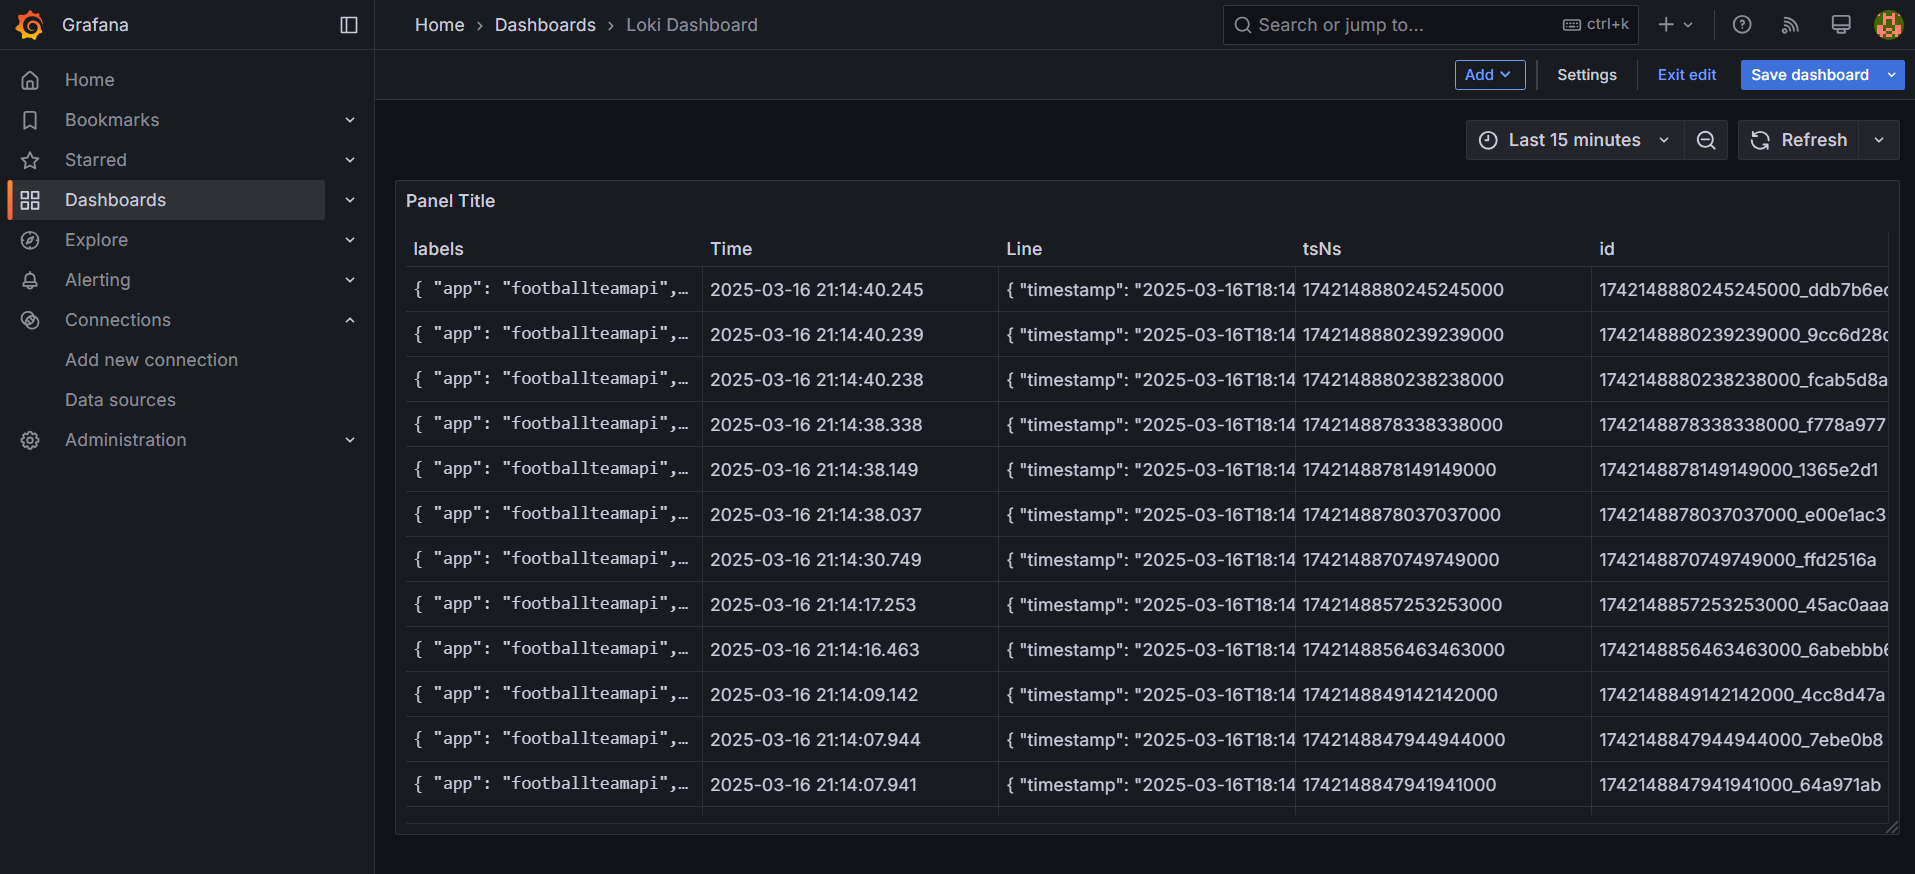 Grafana
Home › Dashboards › Loki Dashboard
Search or jump to... ctrl+k
Home
Bookmarks
Starred
Dashboards
Explore
Alerting
Connections
Add new connection
Data sources
Administration
Add Settings Exit edit Save dashboard
Last 15 minutes Refresh
Panel Title
labels Time Line tsNs id
{ "app": "footballteamapi",… 2025-03-16 21:14:40.245 { "timestamp": "2025-03-16T18:14 1742148880245245000 1742148880245245000_ddb7b6ec
{ "app": "footballteamapi",… 2025-03-16 21:14:40.239 { "timestamp": "2025-03-16T18:14 1742148880239239000 1742148880239239000_9cc6d28c
{ "app": "footballteamapi",… 2025-03-16 21:14:40.238 { "timestamp": "2025-03-16T18:14 1742148880238238000 1742148880238238000_fcab5d8a
{ "app": "footballteamapi",… 2025-03-16 21:14:38.338 { "timestamp": "2025-03-16T18:14 1742148878338338000 1742148878338338000_f778a977
{ "app": "footballteamapi",… 2025-03-16 21:14:38.149 { "timestamp": "2025-03-16T18:14 1742148878149149000 1742148878149149000_1365e2d1
{ "app": "footballteamapi",… 2025-03-16 21:14:38.037 { "timestamp": "2025-03-16T18:14 1742148878037037000 1742148878037037000_e00e1ac3
{ "app": "footballteamapi",… 2025-03-16 21:14:30.749 { "timestamp": "2025-03-16T18:14 1742148870749749000 1742148870749749000_ffd2516a
{ "app": "footballteamapi",… 2025-03-16 21:14:17.253 { "timestamp": "2025-03-16T18:14 1742148857253253000 1742148857253253000_45ac0aaa
{ "app": "footballteamapi",… 2025-03-16 21:14:16.463 { "timestamp": "2025-03-16T18:14 1742148856463463000 1742148856463463000_6abebbb6
{ "app": "footballteamapi",… 2025-03-16 21:14:09.142 { "timestamp": "2025-03-16T18:14 1742148849142142000 1742148849142142000_4cc8d47a
{ "app": "footballteamapi",… 2025-03-16 21:14:07.944 { "timestamp": "2025-03-16T18:14 1742148847944944000 1742148847944944000_7ebe0b8
{ "app": "footballteamapi",… 2025-03-16 21:14:07.941 { "timestamp": "2025-03-16T18:14 1742148847941941000 1742148847941941000_64a971ab